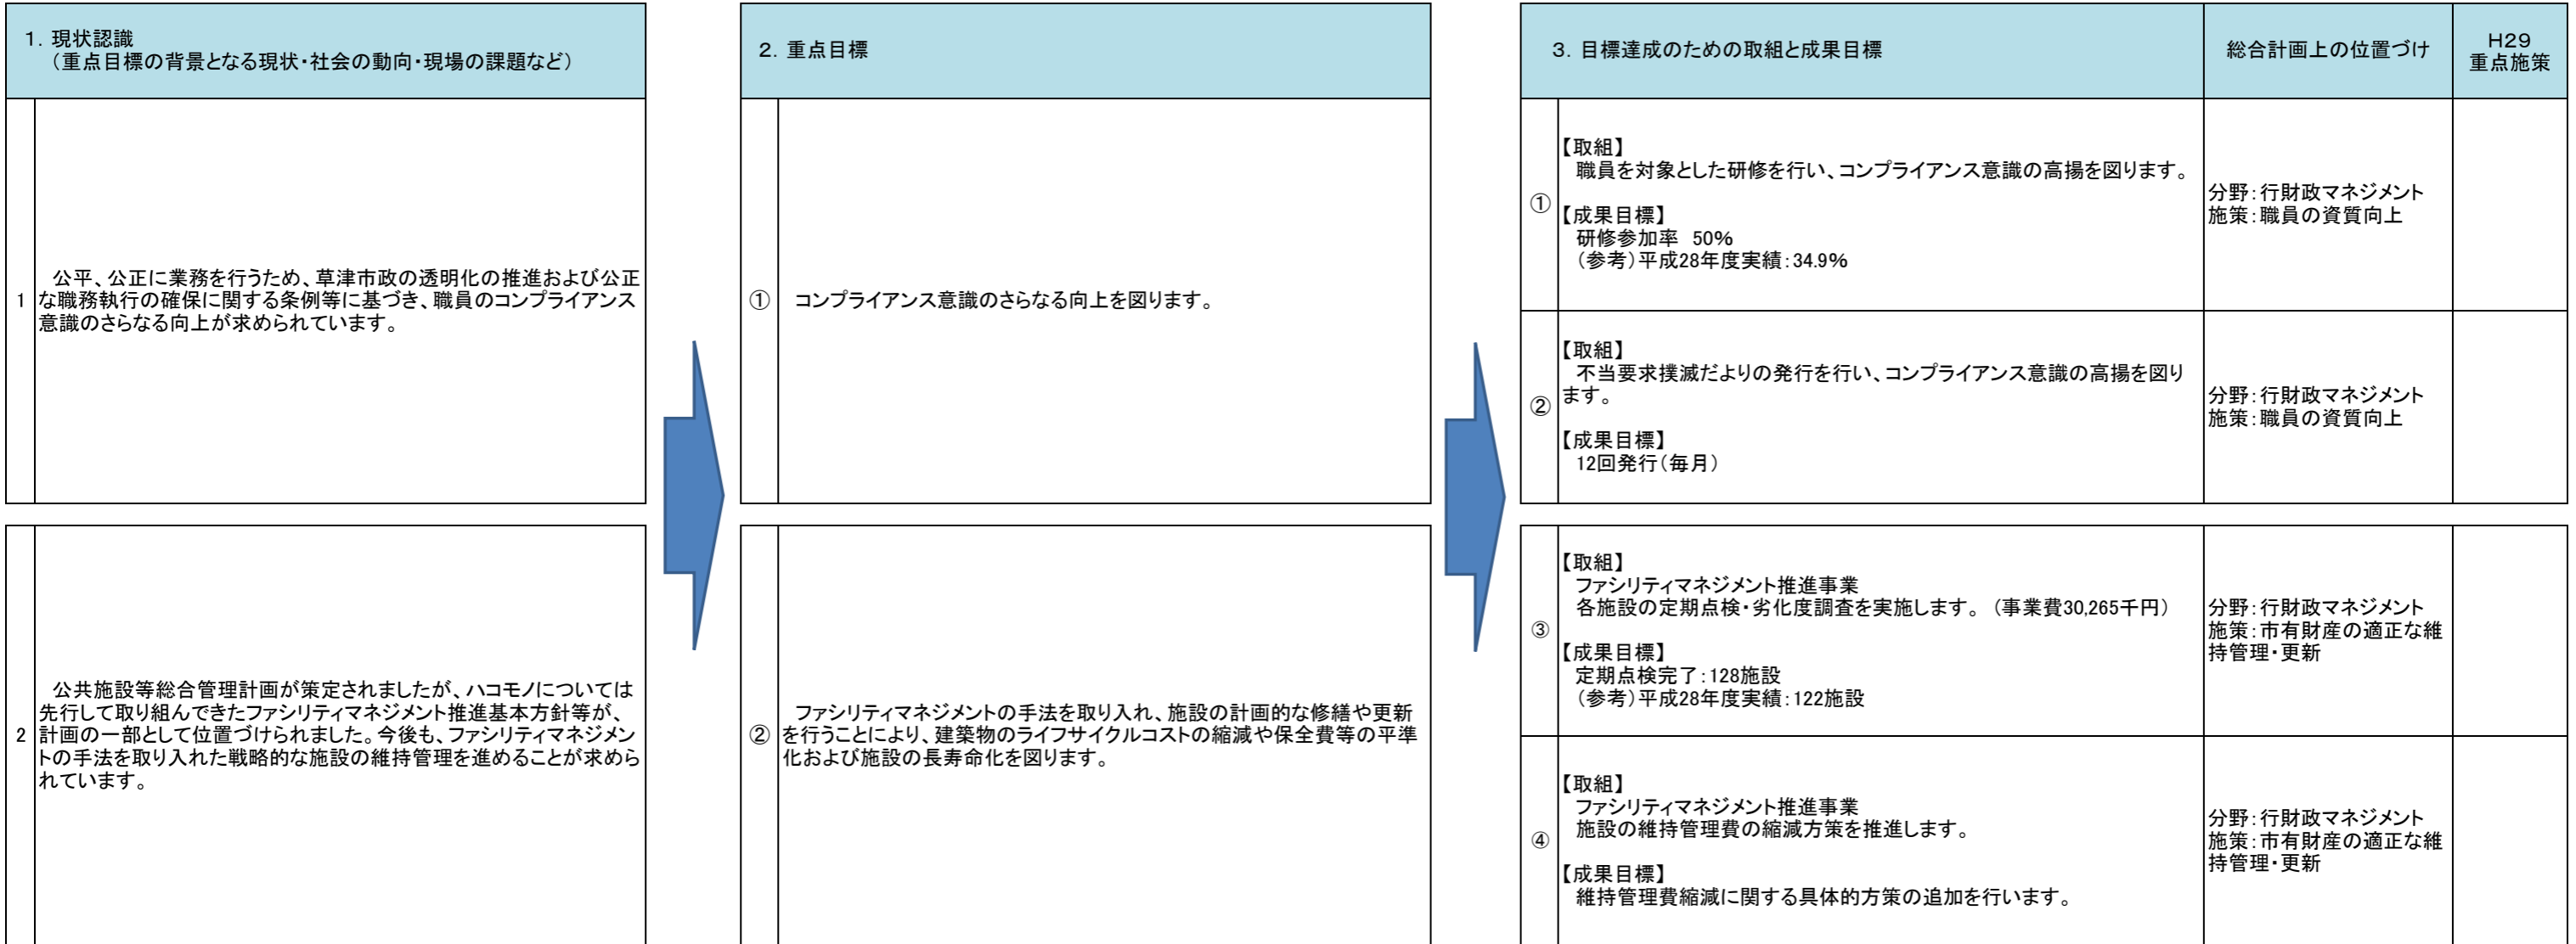 1．現状認識
（重点目標の背景となる現状・社会の動向・現場の課題など）
2．重点目標
3．目標達成のための取組と成果目標
総合計画上の位置づけ
H29
重点施策
1
公平、公正に業務を行うため、草津市政の透明化の推進および公正
な職務執行の確保に関する条例等に基づき、職員のコンプライアンス
意識のさらなる向上が求められています。
①
コンプライアンス意識のさらなる向上を図ります。
①
【取組】
職員を対象とした研修を行い、コンプライアンス意識の高揚を図ります。
【成果目標】
研修参加率 50％
（参考）平成28年度実績：34.9％
分野：行財政マネジメント
施策：職員の資質向上
②
【取組】
不当要求撲滅だよりの発行を行い、コンプライアンス意識の高揚を図り
ます。
【成果目標】
12回発行（毎月）
分野：行財政マネジメント
施策：職員の資質向上
2
公共施設等総合管理計画が策定されましたが、ハコモノについては
先行して取り組んできたファシリティマネジメント推進基本方針等が、
計画の一部として位置づけられました。今後も、ファシリティマネジメン
トの手法を取り入れた戦略的な施設の維持管理を進めることが求めら
れています。
②
ファシリティマネジメントの手法を取り入れ、施設の計画的な修繕や更新
を行うことにより、建築物のライフサイクルコストの縮減や保全費等の平準
化および施設の長寿命化を図ります。
③
【取組】
ファシリティマネジメント推進事業
各施設の定期点検・劣化度調査を実施します。（事業費30,265千円）
【成果目標】
定期点検完了：128施設
（参考）平成28年度実績：122施設
分野：行財政マネジメント
施策：市有財産の適正な維
持管理・更新
④
【取組】
ファシリティマネジメント推進事業
施設の維持管理費の縮減方策を推進します。
【成果目標】
維持管理費縮減に関する具体的方策の追加を行います。
分野：行財政マネジメント
施策：市有財産の適正な維
持管理・更新